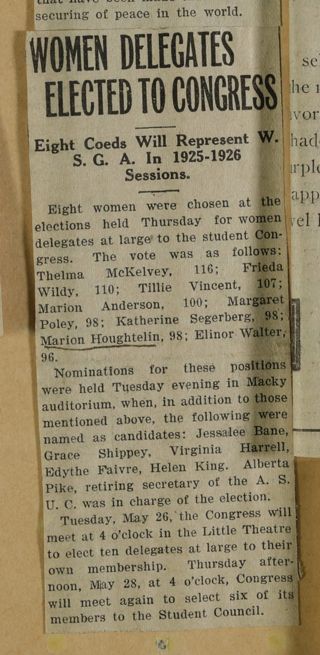 that have been made
securing of peace in the world.
WOMEN DELEGATES
ELECTED TO CONGRESS
Eight Coeds Will Represent W.
S. G. A. In 1925-1926
Sessions.
Eight women were chosen at the
elections held Thursday for women
delegates at large to the student Con-
gress. The vote was as follows:
Thelma McKelvey, 116; Frieda
Wildy, 110; Tillie Vincent, 107;
Marion Anderson, 100; Margaret
Poley, 98; Katherine Segerberg, 98;
Marion Houghtelin, 98; Elinor Walter,
96.
Nominations for these positions
were held Tuesday evening in Macky
auditorium, when, in addition to those
mentioned above, the following were
named as candidates: Jessalee Bane,
Grace Shippey, Virginia Harrell,
Edythe Faivre, Helen King. Alberta
Pike, retiring secretary of the A. S.
U. C. was in charge of the election.
Tuesday, May 26, the Congress will
meet at 4 o'clock in the Little Theatre
to elect ten delegates at large to their
own membership. Thursday after-
noon, May 28, at 4 o'clock, Congress
will meet again to select six of its
members to the Student Council.